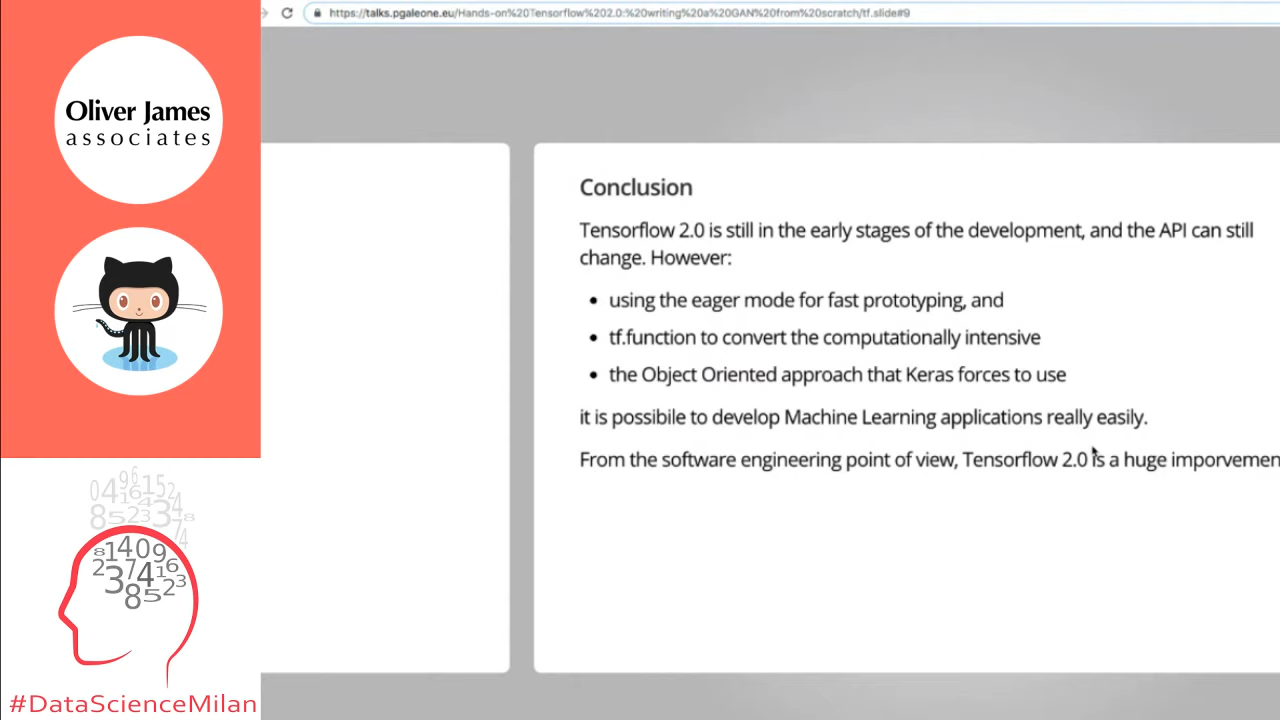 https://talks.pgaleone.eu/Hands-on%20Tensorflow%202.0:%20writing%20a%20GAN%20from%20scratch/tf.slide#9
Oliver James
associates
Conclusion
Tensorflow 2.0 is still in the early stages of the development, and the API can still
change. However:
• using the eager mode for fast prototyping, and
• tf.function to convert the computationally intensive
• the Object Oriented approach that Keras forces to use
it is possibile to develop Machine Learning applications really easily.
From the software engineering point of view, Tensorflow 2.0 is a huge imporvemen
#DataScienceMilan